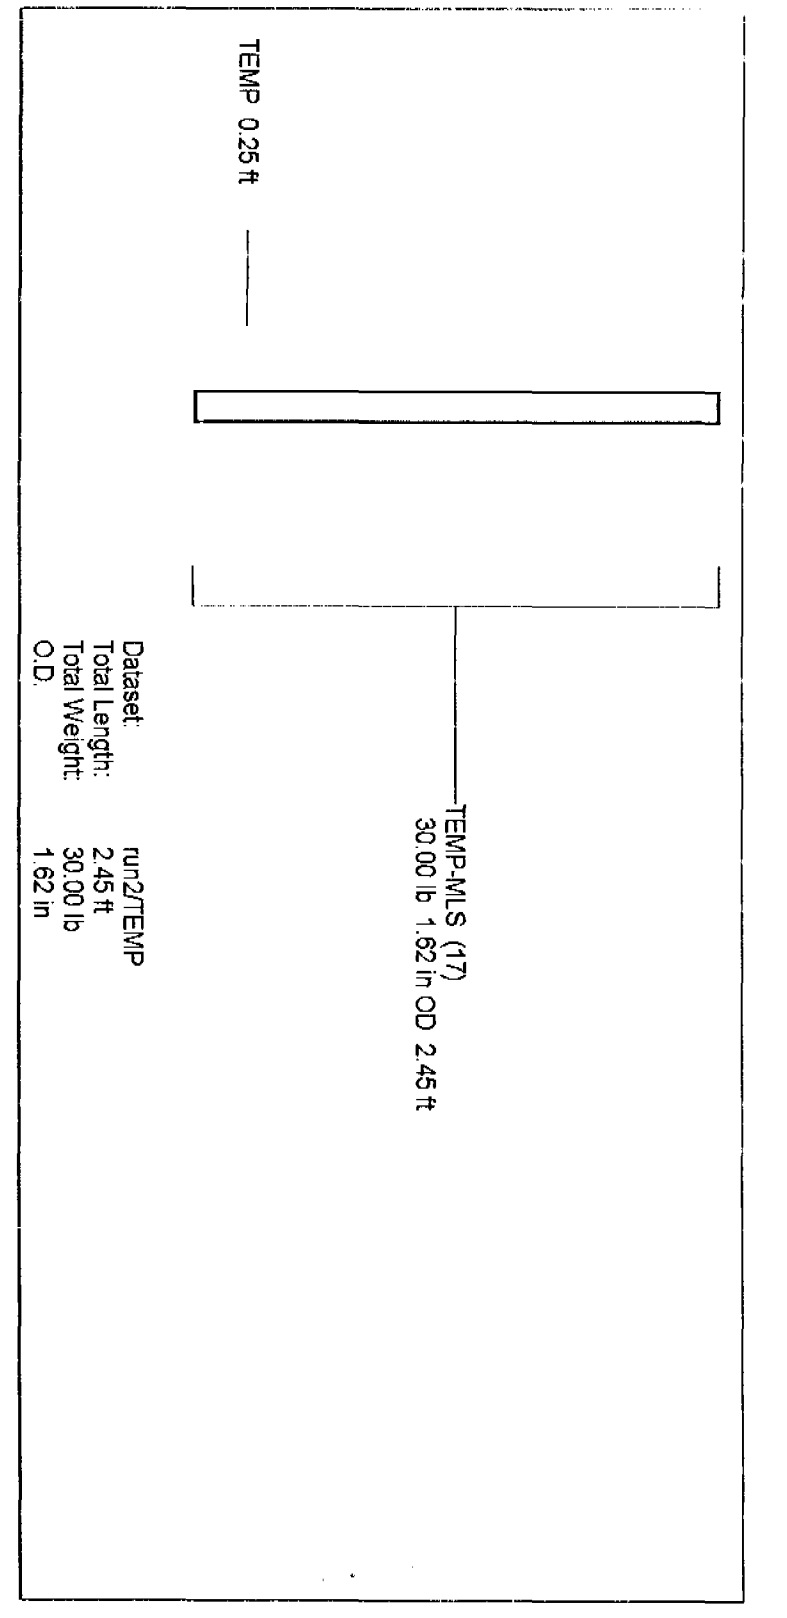 TEMP 0.25 ft
TEMP-MLS (17)
30.00 lb 1.62 in OD 2.45 ft
Dataset: run2/TEMP
Total Length: 2.45 ft
Total Weight: 30.00 lb
O.D. 1.62 in